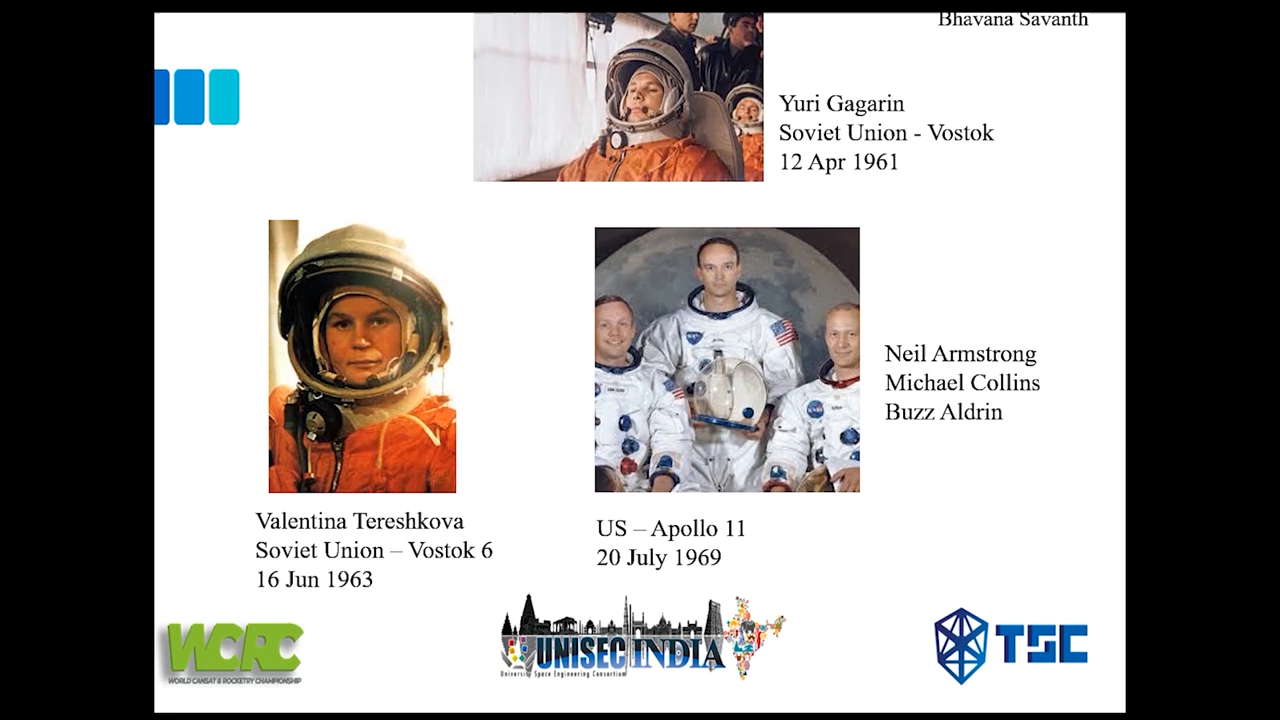 Bhavana Savanth
Yuri Gagarin
Soviet Union - Vostok
12 Apr 1961
Neil Armstrong
Michael Collins
Buzz Aldrin
Valentina Tereshkova
Soviet Union – Vostok 6
16 Jun 1963
US – Apollo 11
20 July 1969
WCRC
WORLD CANSAT & ROCKETRY CHAMPIONSHIP
UNISEC INDIA
University Space Engineering Consortium
TSC